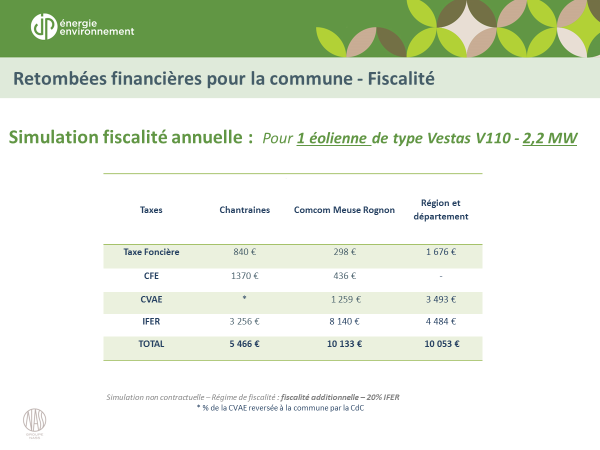 JP énergie
environnement
Retombées financières pour la commune - Fiscalité
Simulation fiscalité annuelle : Pour 1 éolienne de type Vestas V110 - 2,2 MW
Taxes Chantraines Comcom Meuse Rognon Région et département
Taxe Foncière 840 € 298 € 1 676 €
CFE 1370 € 436 € -
CVAE * 1 259 € 3 493 €
IFER 3 256 € 8 140 € 4 484 €
TOTAL 5 466 € 10 133 € 10 053 €
Simulation non contractuelle – Régime de fiscalité : fiscalité additionnelle – 20% IFER
* % de la CVAE reversée à la commune par la CdC